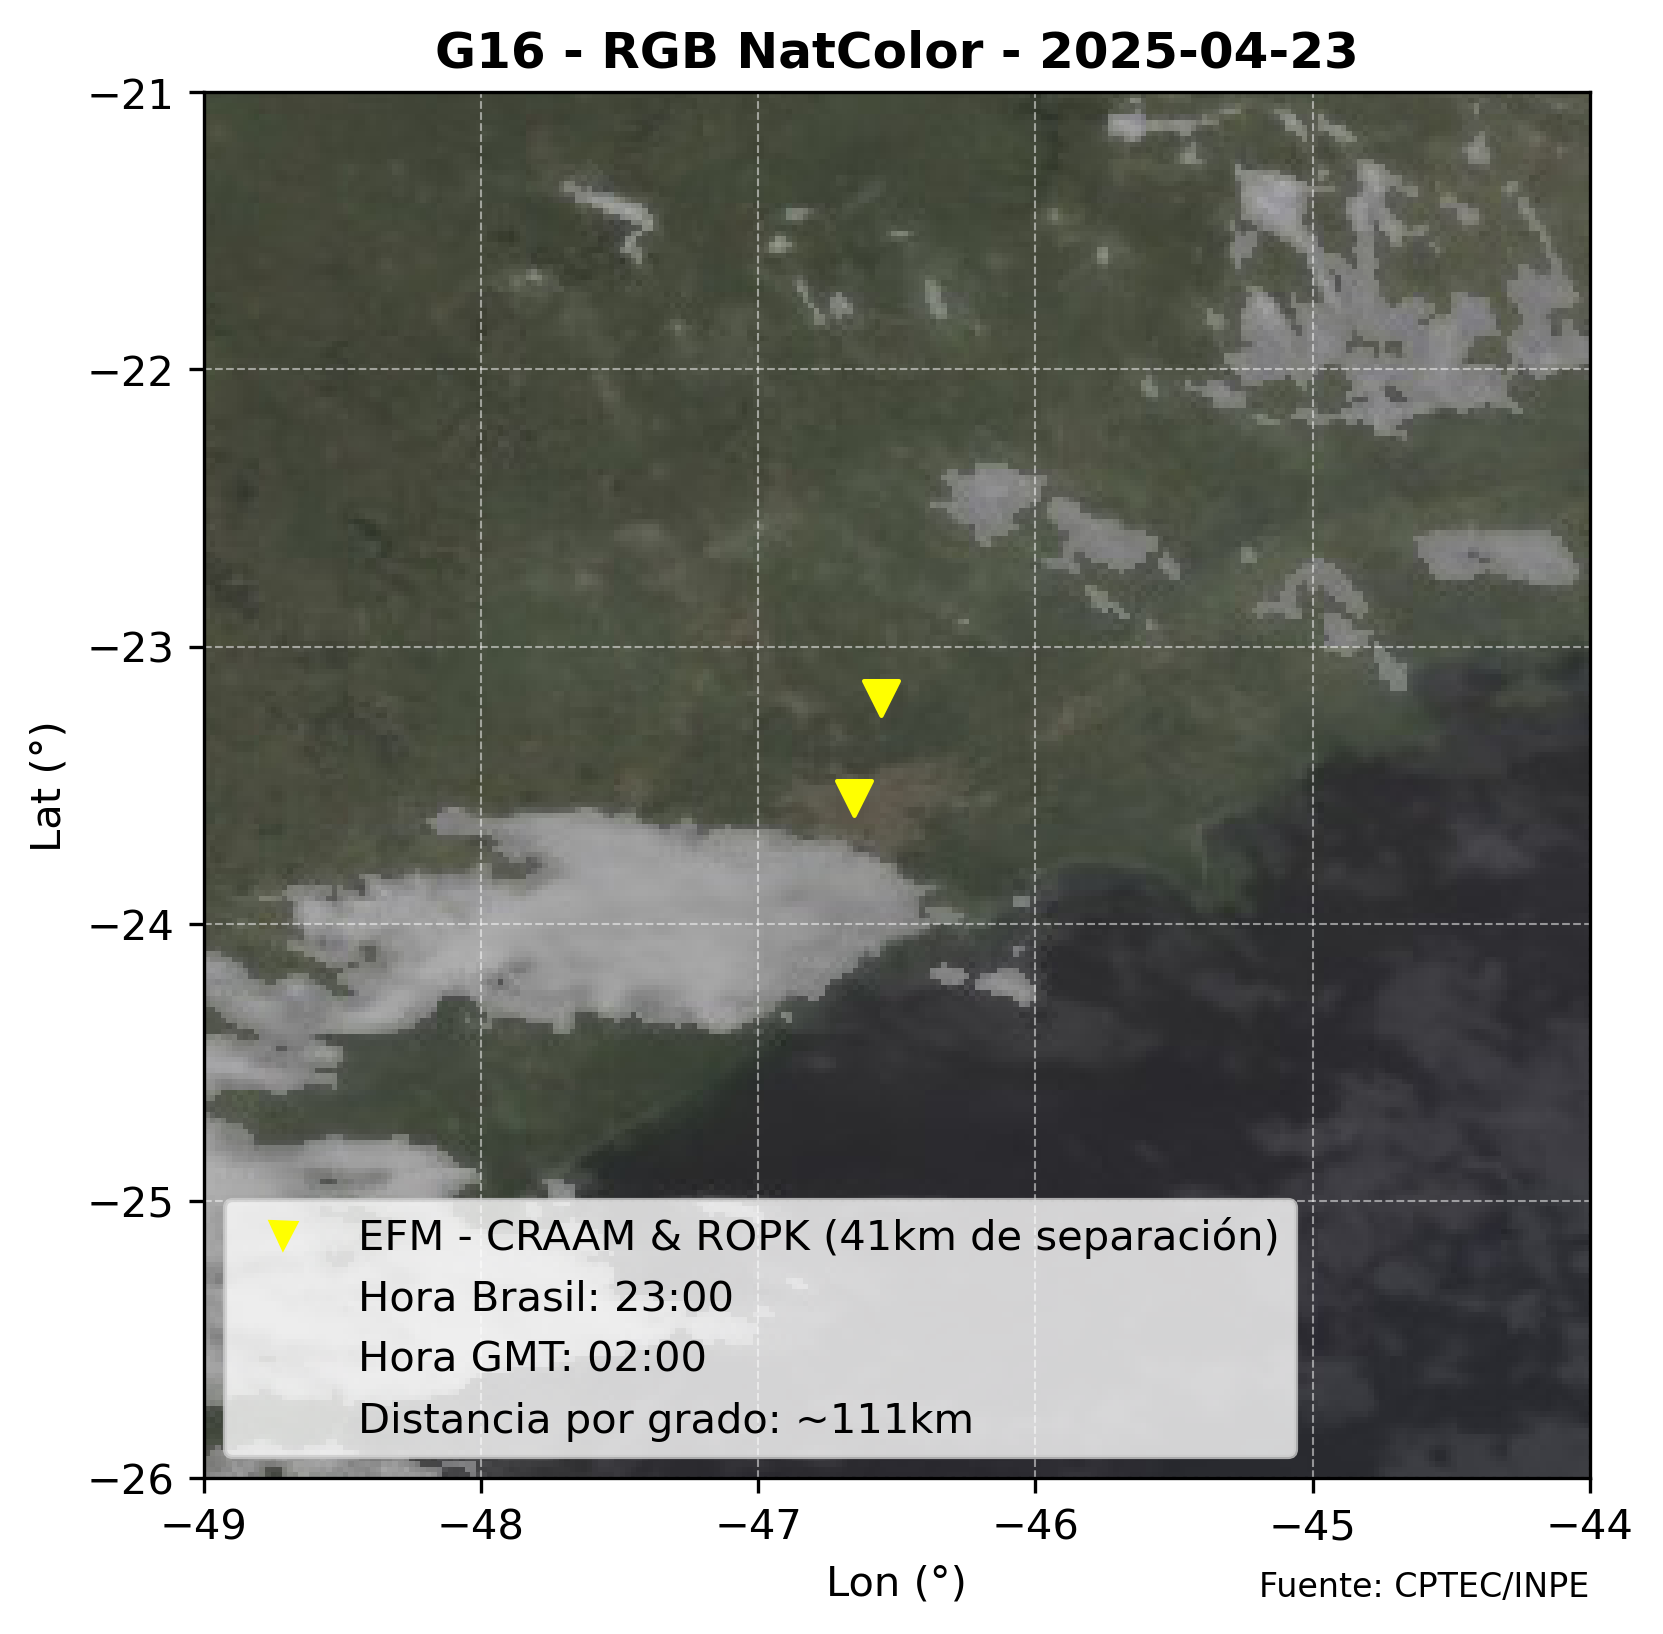 G16 - RGB NatColor - 2025-04-23
−21
−22
−23
−24
−25
−26
Lat (°)
EFM - CRAAM & ROPK (41km de separación)
Hora Brasil: 23:00
Hora GMT: 02:00
Distancia por grado: ~111km
−49 −48 −47 −46 −45 −44
Lon (°)
Fuente: CPTEC/INPE